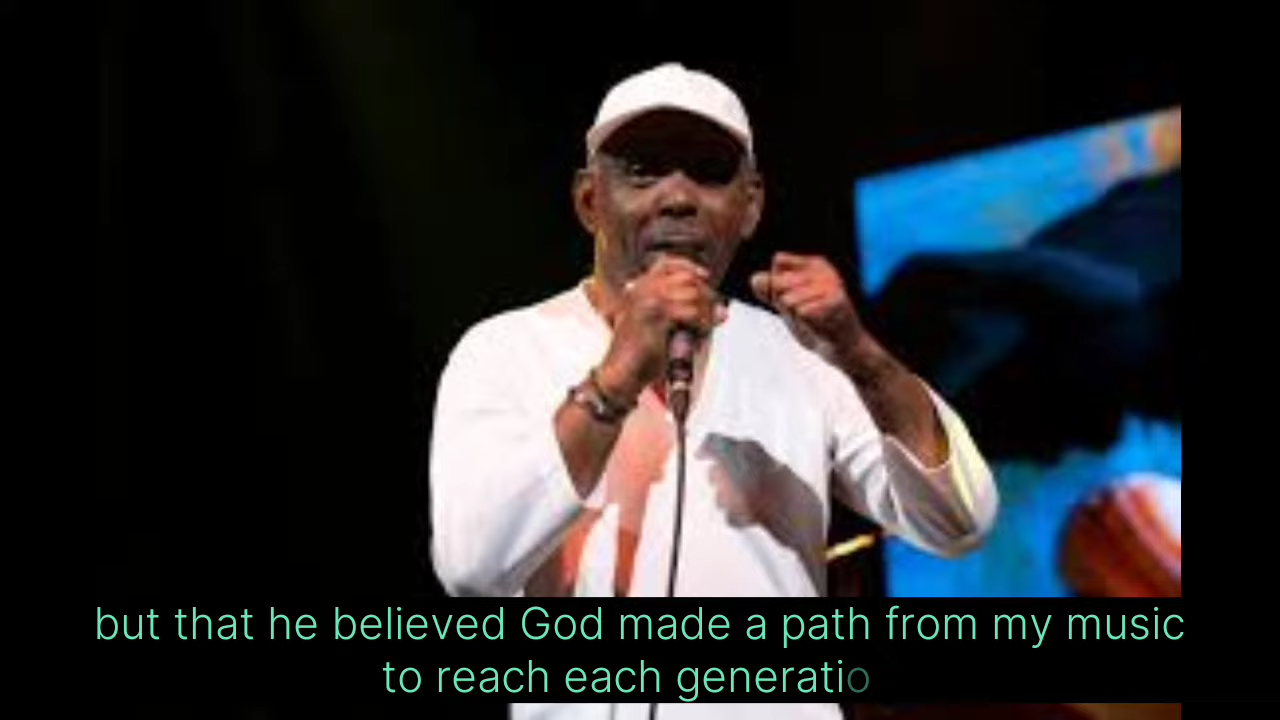 but that he believed God made a path from my music
to reach each generatio